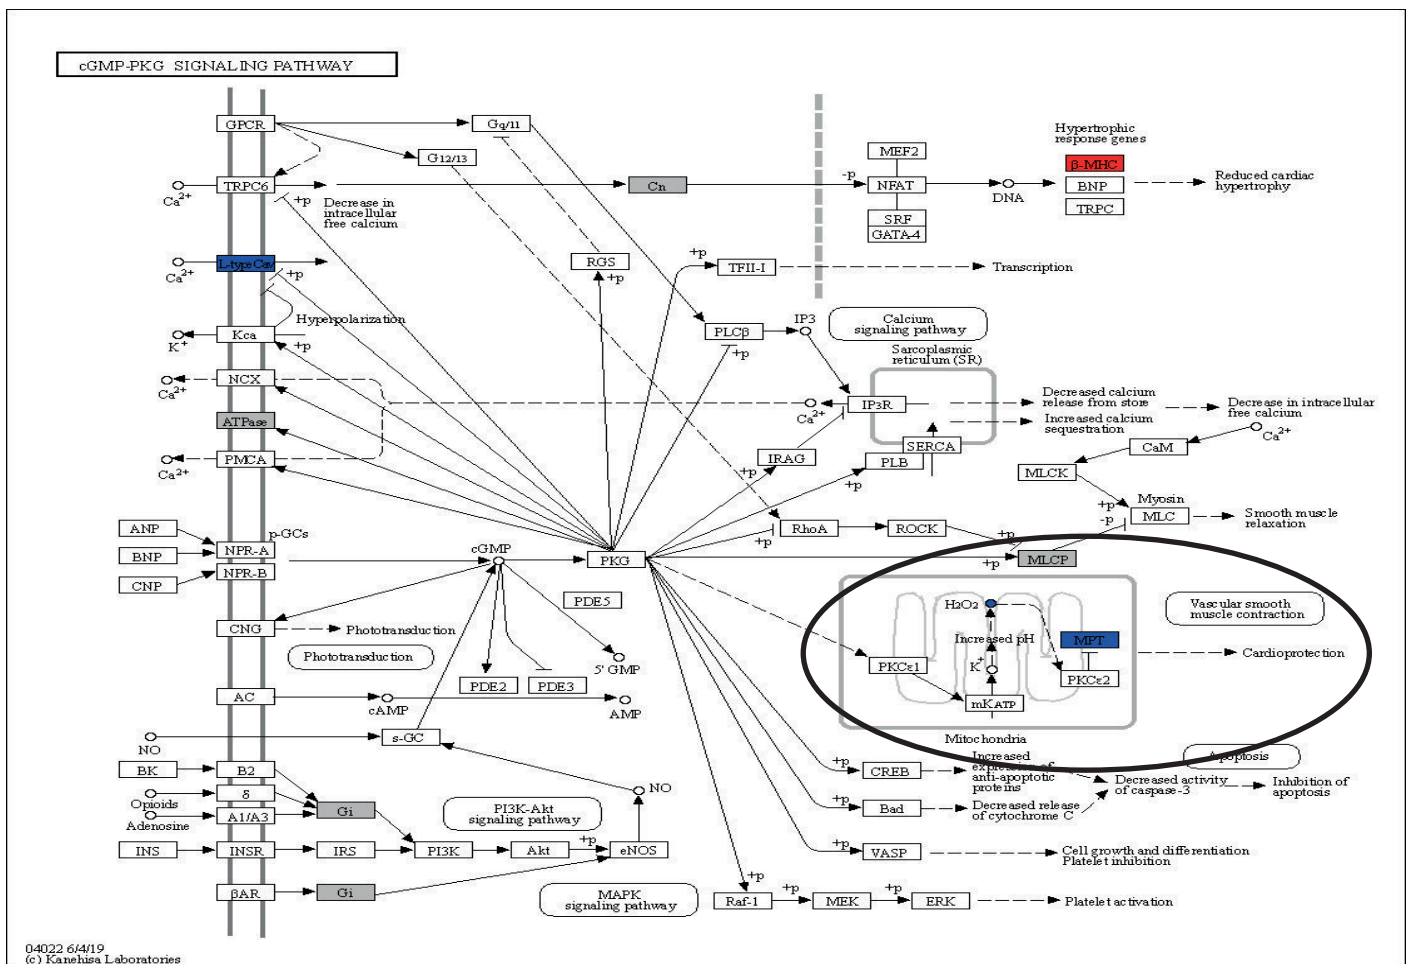 cGMP-PKG SIGNALING PATHWAY
GPCR
Gq/11
G12/13
Hypertrophic
response genes
MEF2
β-MHC
Ca2+
TRPC6
+p
Decrease in
intracellular
free calcium
Cn
-p
NFAT
DNA
BNP
TRPC
Reduced cardiac
hypertrophy
SRF
GATA-4
Ca2+
L-type Cav
+p
RGS
+p
+p
TFII-I
Transcription
Hyperpolarization
K+
Kca
+p
PLCβ
+p
IP3
Calcium
signaling pathway
Sarcoplasmic
reticulum (SR)
Ca2+
NCX
Ca2+
IP3R
Decreased calcium
release from store
Increased calcium
sequestration
Decrease in intracellular
free calcium
ATPase
Ca2+
PMCA
IRAG
+p
PLB
SERCA
+p
CaM
Ca2+
MLCK
Myosin
+p
-p
MLC
Smooth muscle
relaxation
ANP
BNP
CNP
p-GCs
NPR-A
NPR-B
cGMP
PKG
+p
RhoA
ROCK
+p
+p
MLCP
PDE5
CNG
Phototransduction
Phototransduction
5' GMP
PDE2
PDE3
H2O2
Increased pH
K+
PKCε1
mKATP
MPT
PKCε2
Mitochondria
Vascular smooth
muscle contraction
Cardioprotection
AC
cAMP
AMP
NO
s-GC
BK
B2
Opioids
δ
Adenosine
A1/A3
Gi
NO
PI3K-Akt
signaling pathway
INS
INSR
IRS
PI3K
Akt
+p
eNOS
βAR
Gi
MAPK
signaling pathway
+p
CREB
Increased
expression of
anti-apoptotic
proteins
Apoptosis
+p
Bad
Decreased release
of cytochrome C
Decreased activity
of caspase-3
Inhibition of
apoptosis
+p
VASP
Cell growth and differentiation
Platelet inhibition
+p
Raf-1
+p
MEK
+p
ERK
Platelet activation
04022 6/4/19
(c) Kanehisa Laboratories